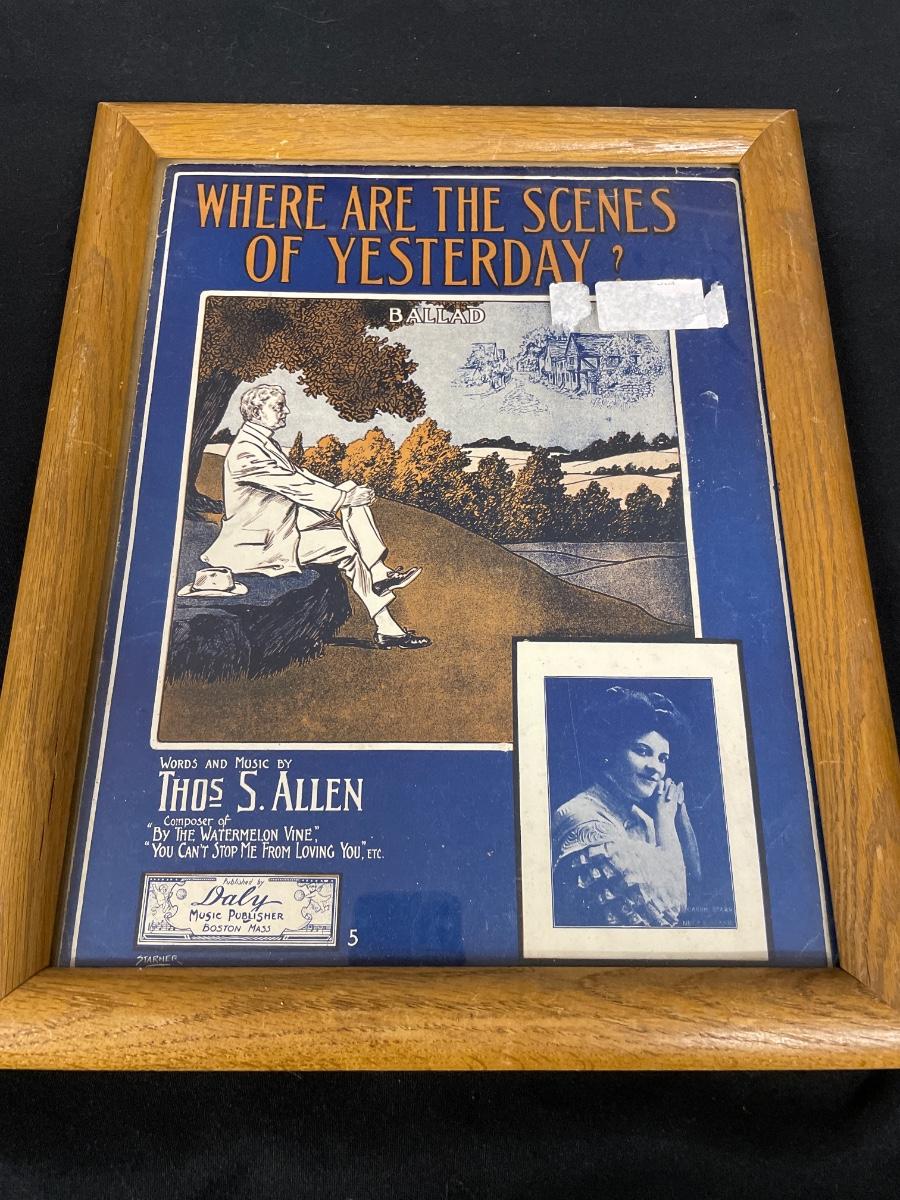 WHERE ARE THE SCENES
OF YESTERDAY?
BALLAD
WORDS AND MUSIC BY
THOS S. ALLEN
Composer of
"BY THE WATERMELON VINE",
"YOU CAN'T STOP ME FROM LOVING YOU", ETC.
Published by
Daly
MUSIC PUBLISHER
BOSTON MASS
5
STARMER